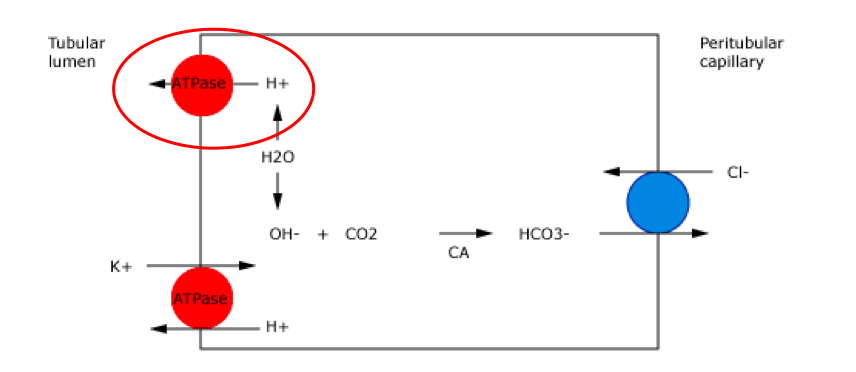 Tubular
lumen
Peritubular
capillary
ATPase
H+
H2O
Cl-
OH- + CO2
HCO3-
CA
K+
ATPase
H+